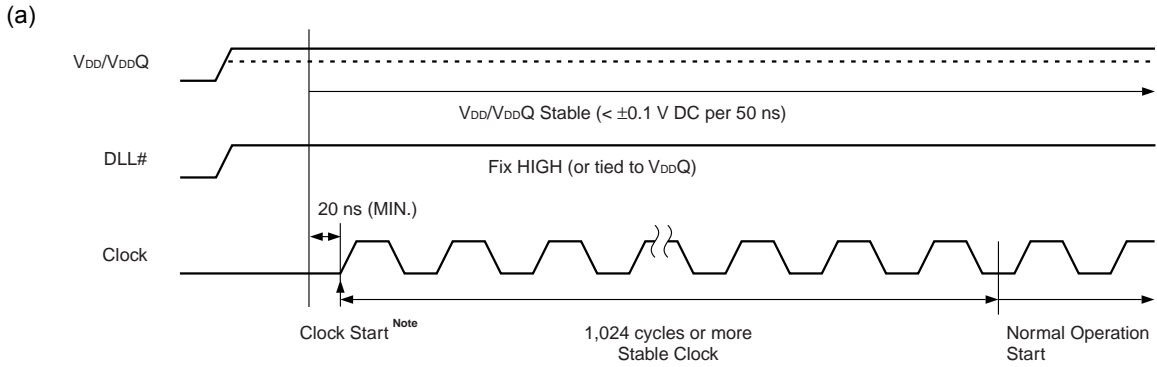 (a)
VDD/VDDQ
VDD/VDDQ Stable (< ±0.1 V DC per 50 ns)
DLL#
Fix HIGH (or tied to VDDQ)
20 ns (MIN.)
Clock
Clock Start Note
1,024 cycles or more
Stable Clock
Normal Operation
Start